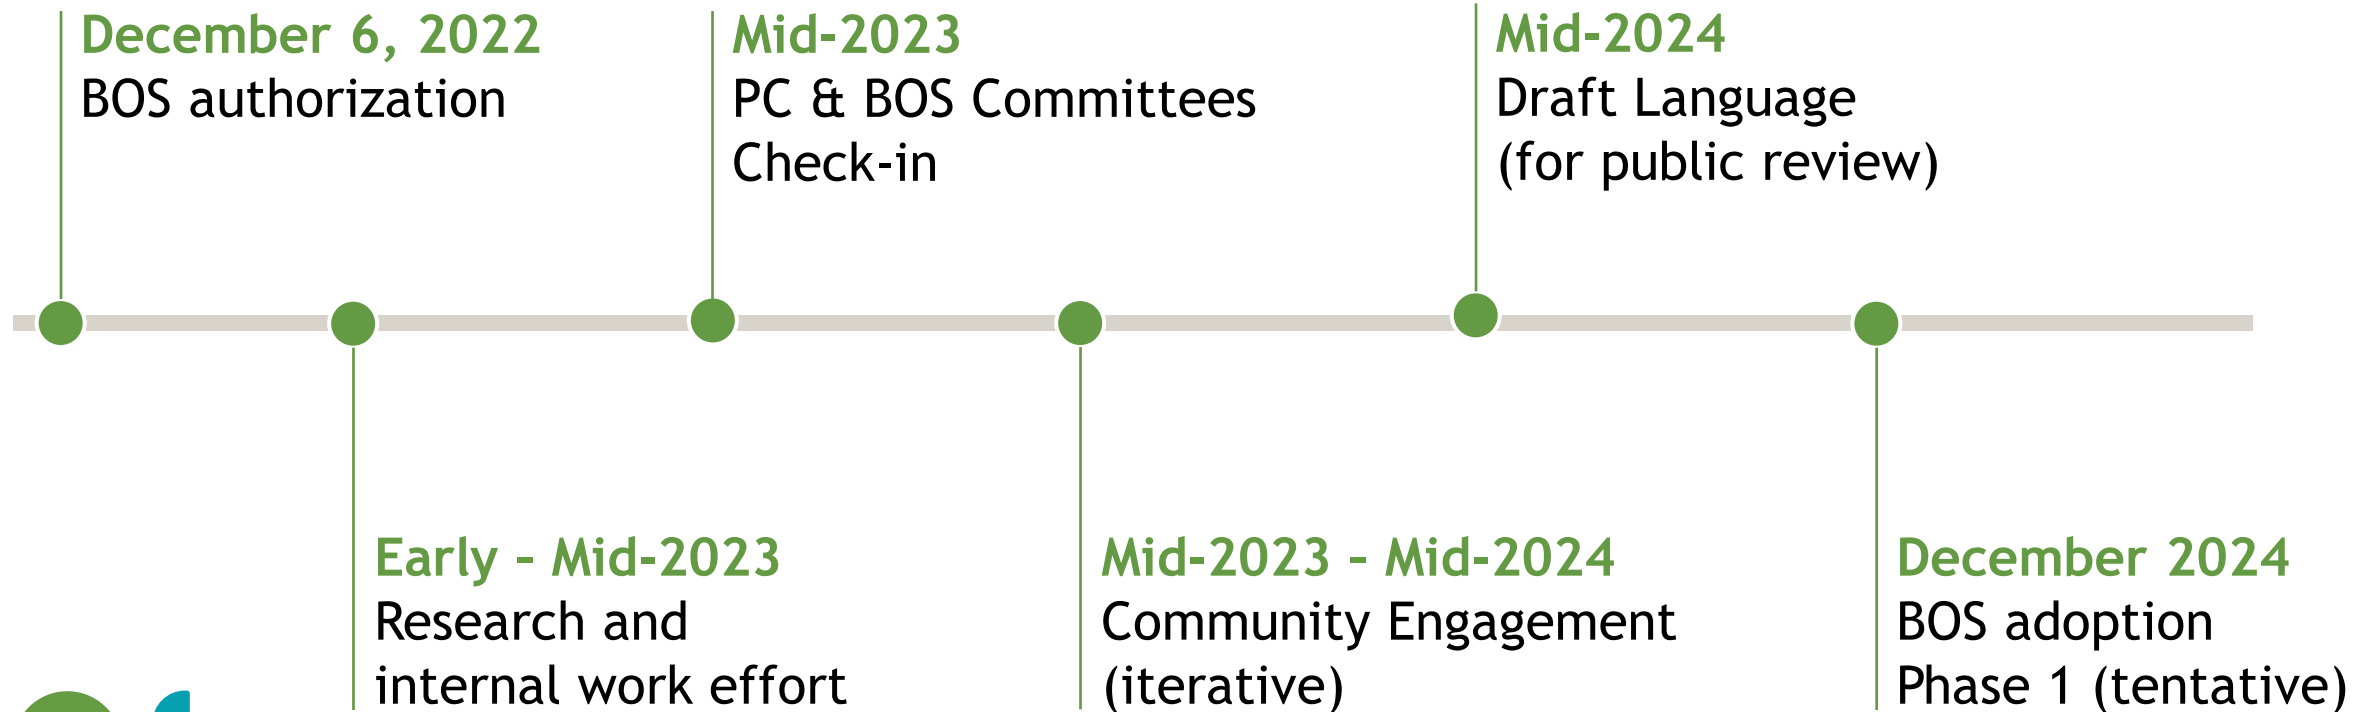 December 6, 2022
BOS authorization
Early – Mid-2023
Research and
internal work effort
Mid-2023
PC & BOS Committees
Check-in
Mid-2023 – Mid-2024
Community Engagement
(iterative)
Mid-2024
Draft Language
(for public review)
December 2024
BOS adoption
Phase 1 (tentative)